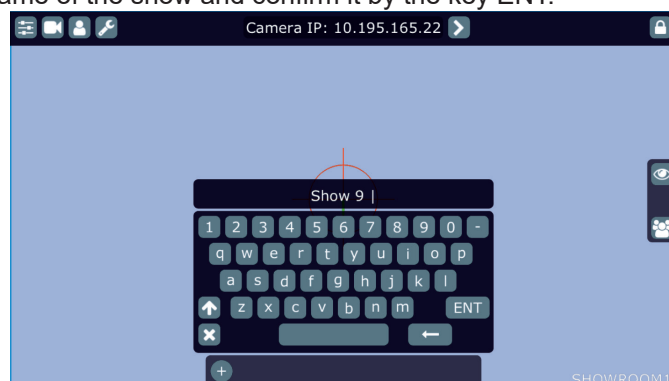 ame of the show and confirm it by the key ENT.
Camera IP: 10.195.165.22
Show 9 |
1 2 3 4 5 6 7 8 9 0 -
q w e r t y u i o p
a s d f g h j k l
z x c v b n m ENT
SHOWROOM1